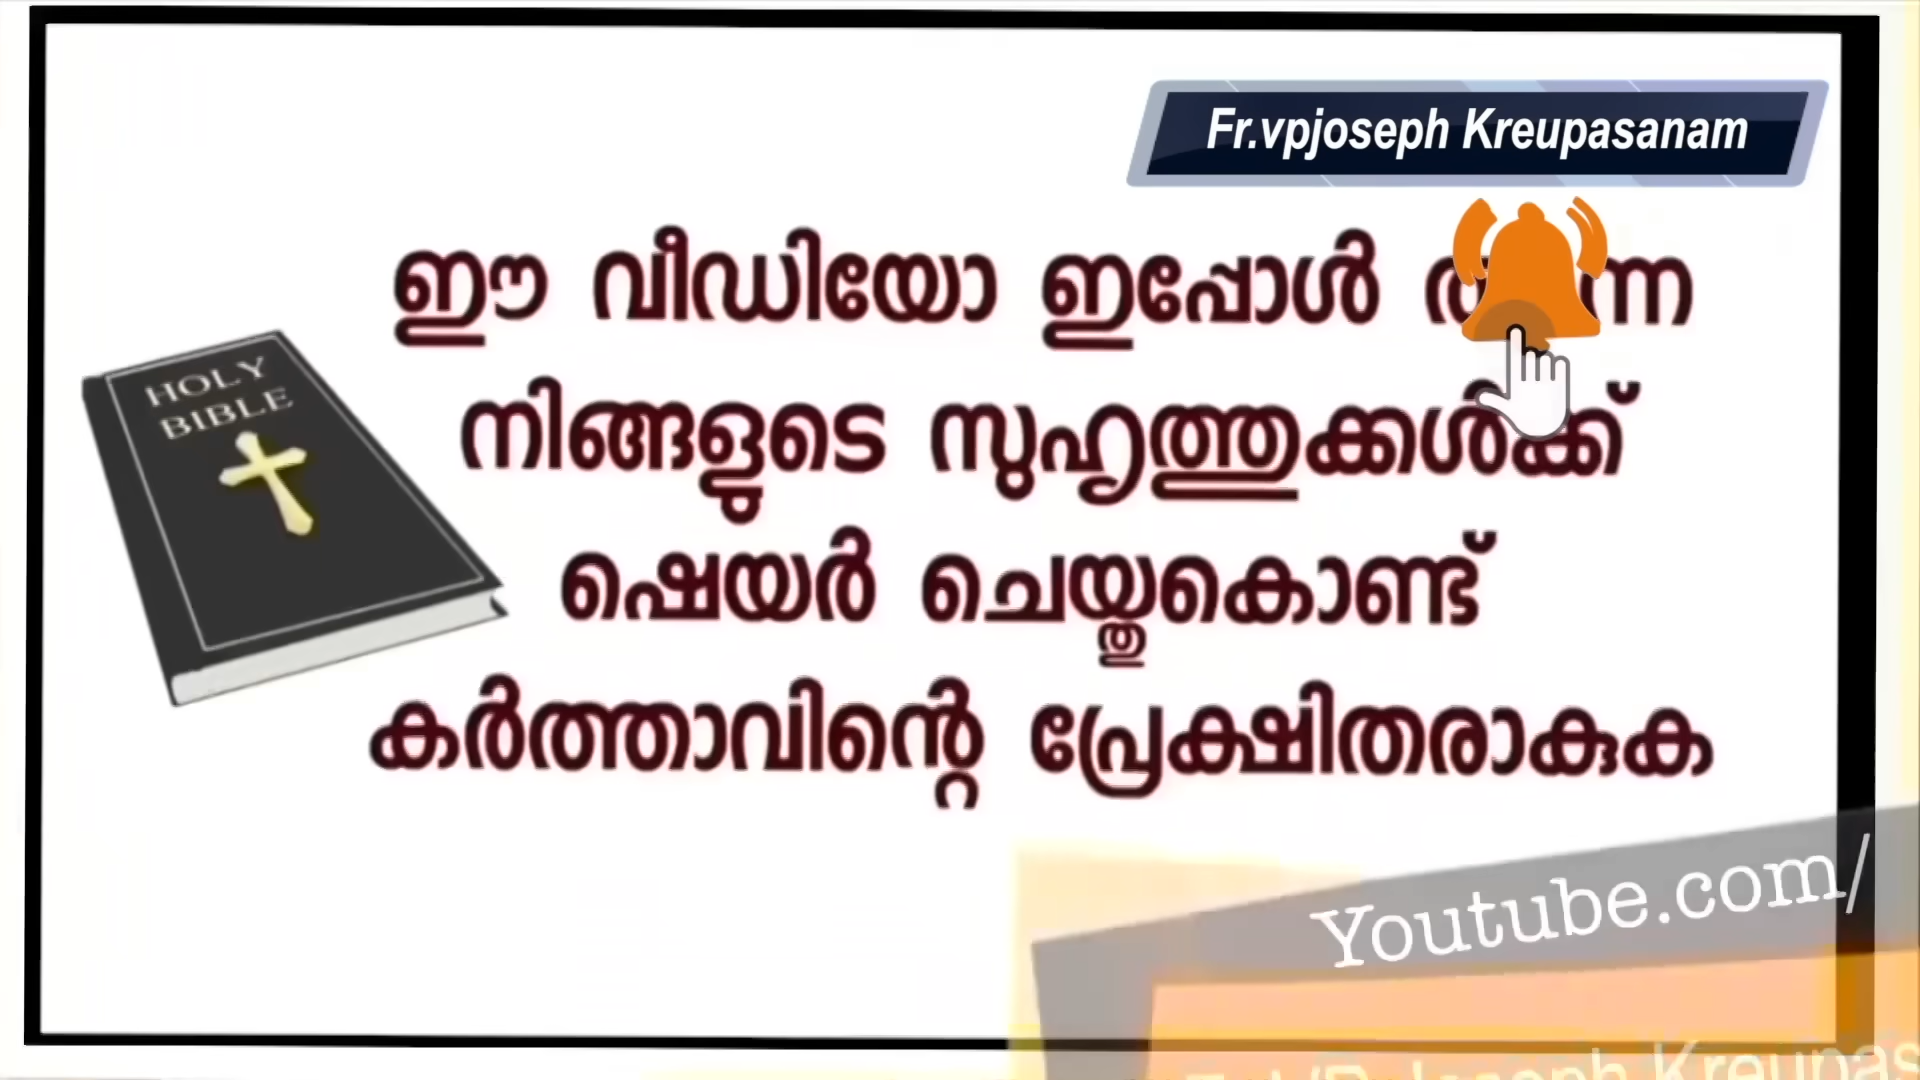 Fr.vpjoseph Kreupasanam
ഈ വീഡിയോ ഇപ്പോൾ
നിങ്ങളുടെ സുഹൃത്തുക്കൾക്ക്
ഷെയർ ചെയ്തുകൊണ്ട്
കർത്താവിന്റെ പ്രേക്ഷിതരാകുക
HOLY
BIBLE
Youtube.com/